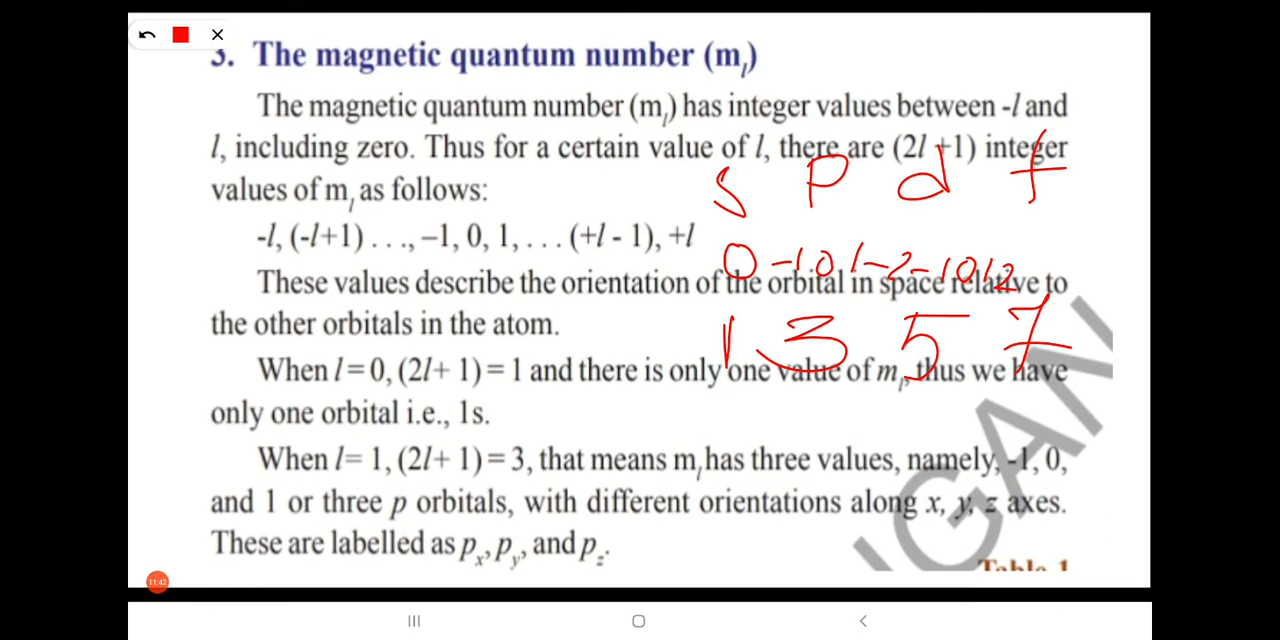 3. The magnetic quantum number (mₗ)
The magnetic quantum number (mₗ) has integer values between -l and
l, including zero. Thus for a certain value of l, there are (2l +1) integer
s p d f
values of mₗ as follows:
-l, (-l+1) . . ., –1, 0, 1, . . . (+l - 1), +l
0 -1 0 1 -2 -1 0 1 2
These values describe the orientation of the orbital in space relative to
the other orbitals in the atom.
1 3 5 7
When l = 0, (2l + 1) = 1 and there is only one value of mₗ, thus we have
only one orbital i.e., 1s.
When l= 1, (2l + 1) = 3, that means mₗ has three values, namely, -1, 0,
and 1 or three p orbitals, with different orientations along x, y, z axes.
These are labelled as pₓ, pᵧ, and p_z.
Table 1
11:42